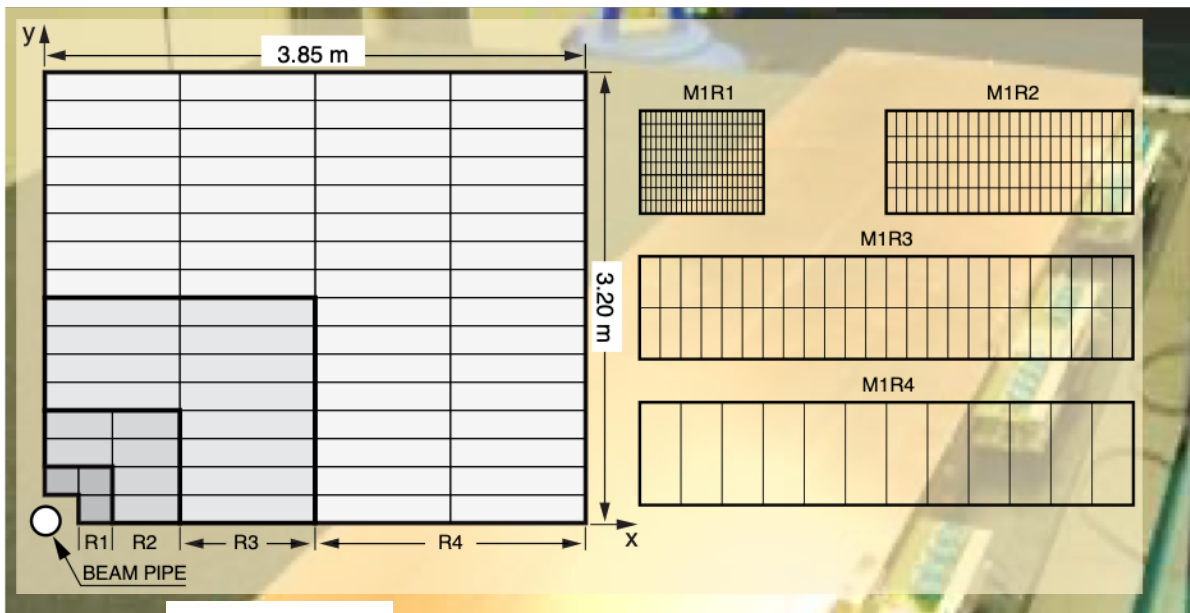 y
3.85 m
3.20 m
x
R1
R2
R3
R4
BEAM PIPE
M1R1
M1R2
M1R3
M1R4